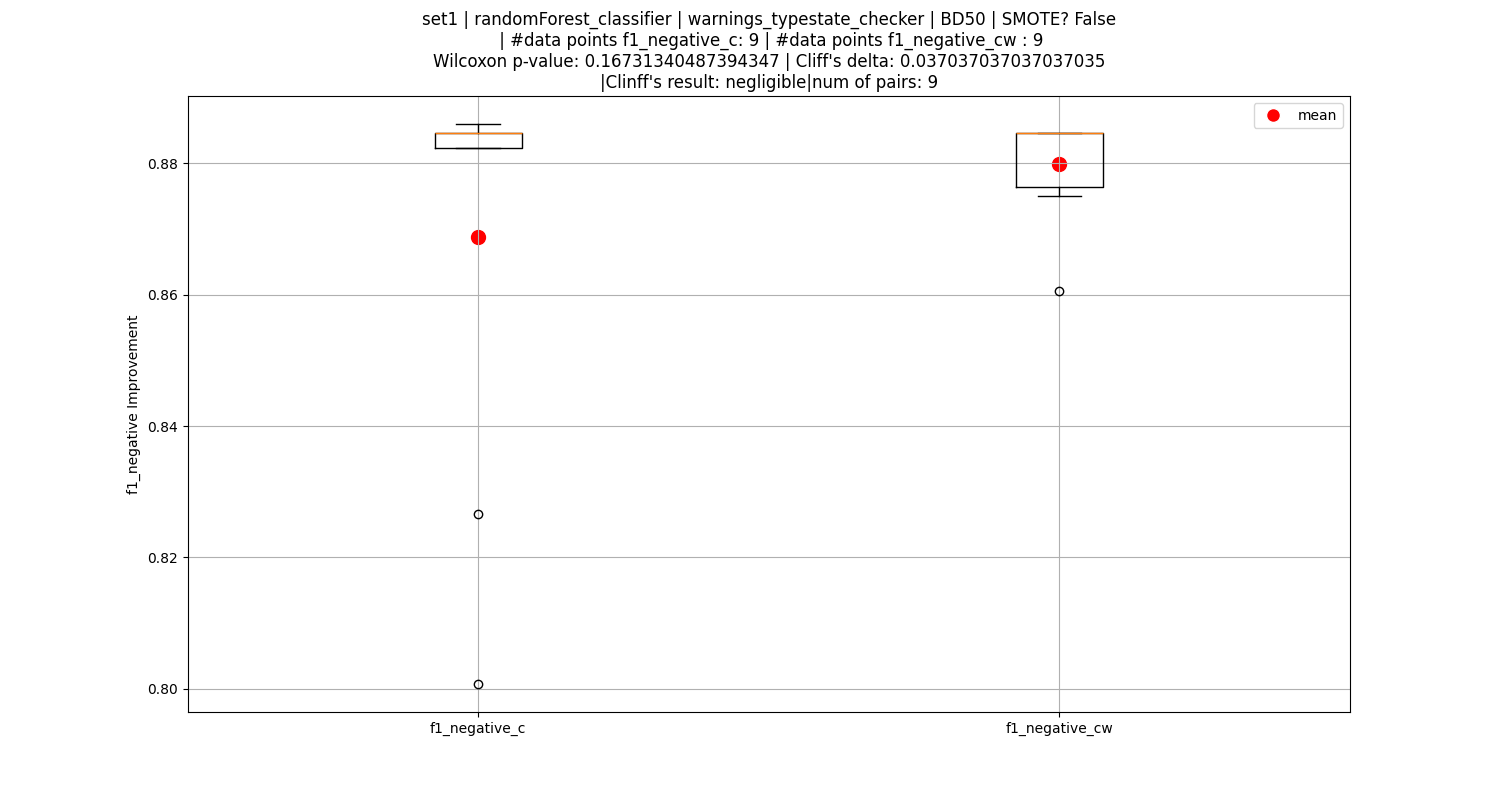 set1 | randomForest_classifier | warnings_typestate_checker | BD50 | SMOTE? False
| #data points f1_negative_c: 9 | #data points f1_negative_cw : 9
Wilcoxon p-value: 0.16731340487394347 | Cliff's delta: 0.037037037037037035
|Clinff's result: negligible|num of pairs: 9
mean
0.88
0.86
0.84
0.82
0.80
f1_negative Improvement
f1_negative_c
f1_negative_cw